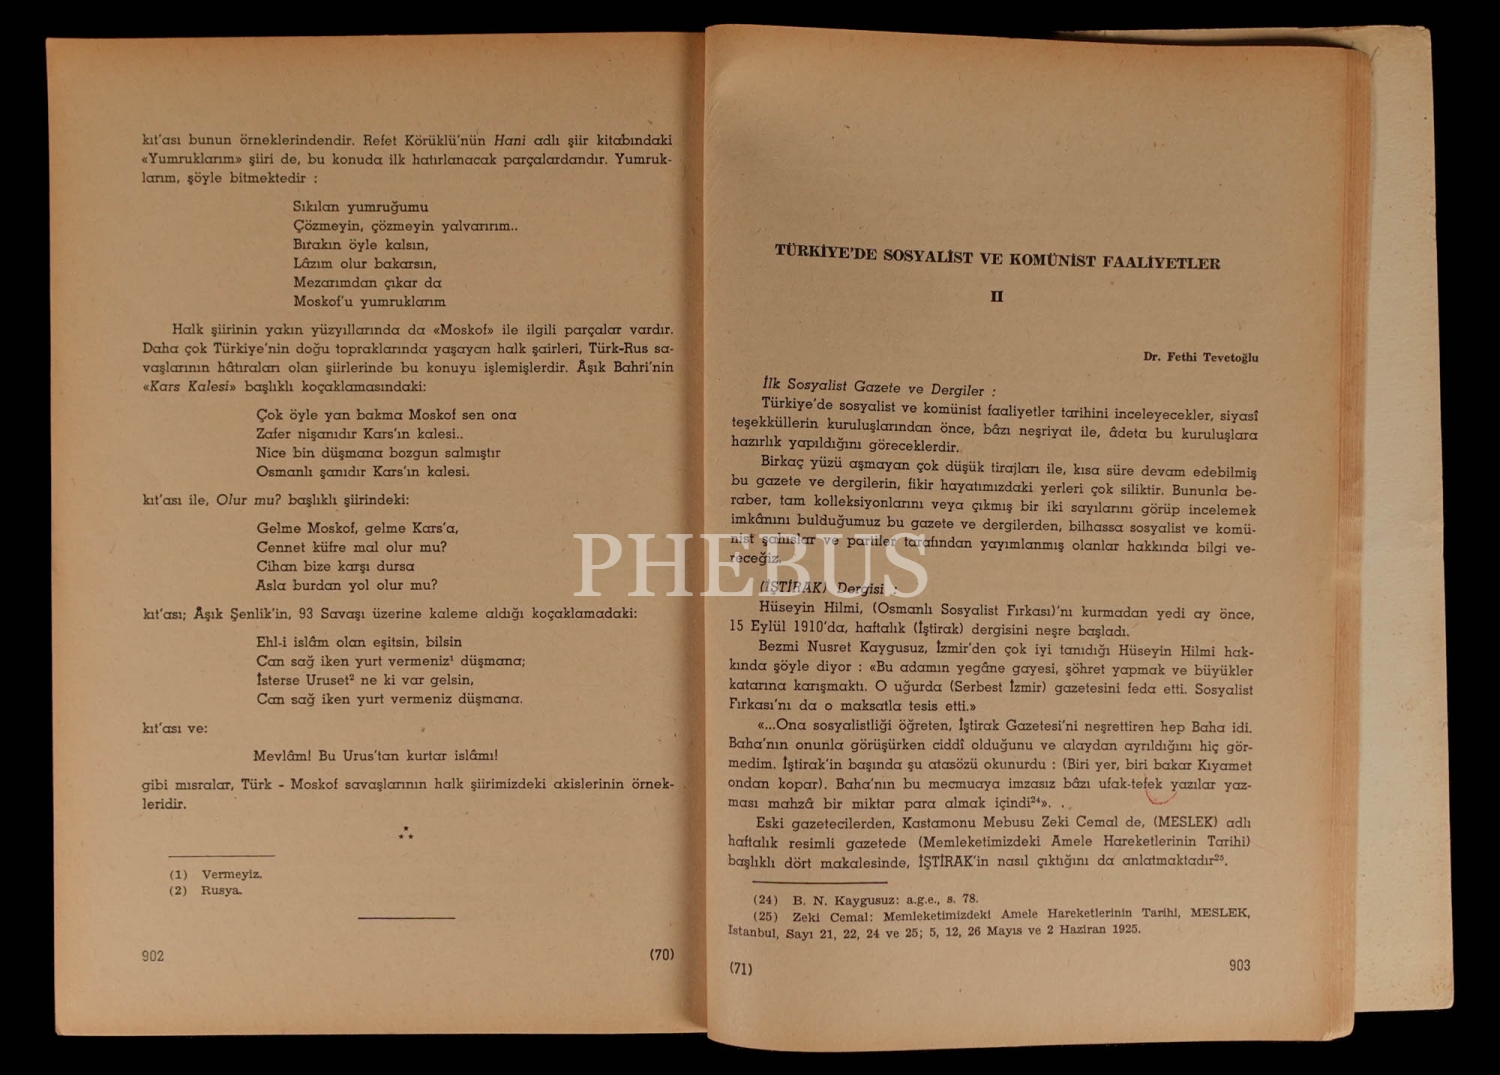 kıt'ası bunun örneklerindendir. Refet Körüklü'nün Hani adlı şiir kitabındaki
«Yumruklarım» şiiri de, bu konuda ilk hatırlanacak parçalardandır. Yumruk-
larım, şöyle bitmektedir :
Sıkılan yumruğumu
Çözmeyin, çözmeyin yalvarırım..
Bırakın öyle kalsın,
Lâzım olur bakarsın,
Mezarımdan çıkar da
Moskof'u yumruklarım
Halk şiirinin yakın yüzyıllarında da «Moskof» ile ilgili parçalar vardır.
Daha çok Türkiye'nin doğu topraklarında yaşayan halk şairleri, Türk-Rus sa-
vaşlarının hâtıraları olan şiirlerinde bu konuyu işlemişlerdir. Âşık Bahri'nin
«Kars Kalesi» başlıklı koçaklamasındaki:
Çok öyle yan bakma Moskof sen ona
Zafer nişanıdır Kars'ın kalesi..
Nice bin düşmana bozgun salmıştır
Osmanlı şanıdır Kars'ın kalesi.
kıt'ası ile, Olur mu? başlıklı şiirindeki:
Gelme Moskof, gelme Kars'a,
Cennet küfre mal olur mu?
Cihan bize karşı dursa
Asla burdan yol olur mu?
kıt'ası; Âşık Şenlik'in, 93 Savaşı üzerine kaleme aldığı koçaklamadaki:
Ehl-i islâm olan eşitsin, bilsin
Can sağ iken yurt vermeniz¹ düşmana;
İsterse Uruset² ne ki var gelsin,
Can sağ iken yurt vermeniz düşmana.
kıt'ası ve:
Mevlâm! Bu Urus'tan kurtar islâmı!
gibi mısralar, Türk - Moskof savaşlarının halk şiirimizdeki akislerinin örnek-
leridir.
(1) Vermeyiz.
(2) Rusya.
902
(70)
TÜRKİYE'DE SOSYALİST VE KOMÜNİST FAALİYETLER
II
Dr. Fethi Tevetoğlu
İlk Sosyalist Gazete ve Dergiler :
Türkiye'de sosyalist ve komünist faaliyetler tarihini inceleyecekler, siyasî
teşekküllerin kuruluşlarından önce, bâzı neşriyat ile, âdeta bu kuruluşlara
hazırlık yapıldığını göreceklerdir.
Birkaç yüzü aşmayan çok düşük tirajları ile, kısa süre devam edebilmiş
bu gazete ve dergilerin, fikir hayatımızdaki yerleri çok siliktir. Bununla be-
raber, tam kolleksiyonlarını veya çıkmış bir iki sayılarını görüp incelemek
imkânını bulduğumuz bu gazete ve dergilerden, bilhassa sosyalist ve komü-
nist şahıslar ve partiler tarafından yayımlanmış olanlar hakkında bilgi ve-
receğiz.
PHEBUS
(İŞTİRAK) Dergisi :
Hüseyin Hilmi, (Osmanlı Sosyalist Fırkası)'nı kurmadan yedi ay önce,
15 Eylül 1910'da, haftalık (İştirak) dergisini neşre başladı.
Bezmi Nusret Kaygusuz, İzmir'den çok iyi tanıdığı Hüseyin Hilmi hak-
kında şöyle diyor : «Bu adamın yegâne gayesi, şöhret yapmak ve büyükler
katarına karışmaktı. O uğurda (Serbest İzmir) gazetesini feda etti. Sosyalist
Fırkası'nı da o maksatla tesis etti.»
«...Ona sosyalistliği öğreten, İştirak Gazetesi'ni neşrettiren hep Baha idi.
Baha'nın onunla görüşürken ciddî olduğunu ve alaydan ayrıldığını hiç gör-
medim. İştirak'in başında şu atasözü okunurdu : (Biri yer, biri bakar Kıyamet
ondan kopar). Baha'nın bu mecmuaya imzasız bâzı ufak-tefek yazılar yaz-
ması mahzâ bir miktar para almak içindi²⁴».
Eski gazetecilerden, Kastamonu Mebusu Zeki Cemal de, (MESLEK) adlı
haftalık resimli gazetede (Memleketimizdeki Amele Hareketlerinin Tarihi)
başlıklı dört makalesinde, İŞTİRAK'in nasıl çıktığını da anlatmaktadır²⁵.
(24) B. N. Kaygusuz: a.g.e., s. 78.
(25) Zeki Cemal: Memleketimizdeki Amele Hareketlerinin Tarihi, MESLEK,
İstanbul, Sayı 21, 22, 24 ve 25; 5, 12, 26 Mayıs ve 2 Haziran 1925.
(71)
903